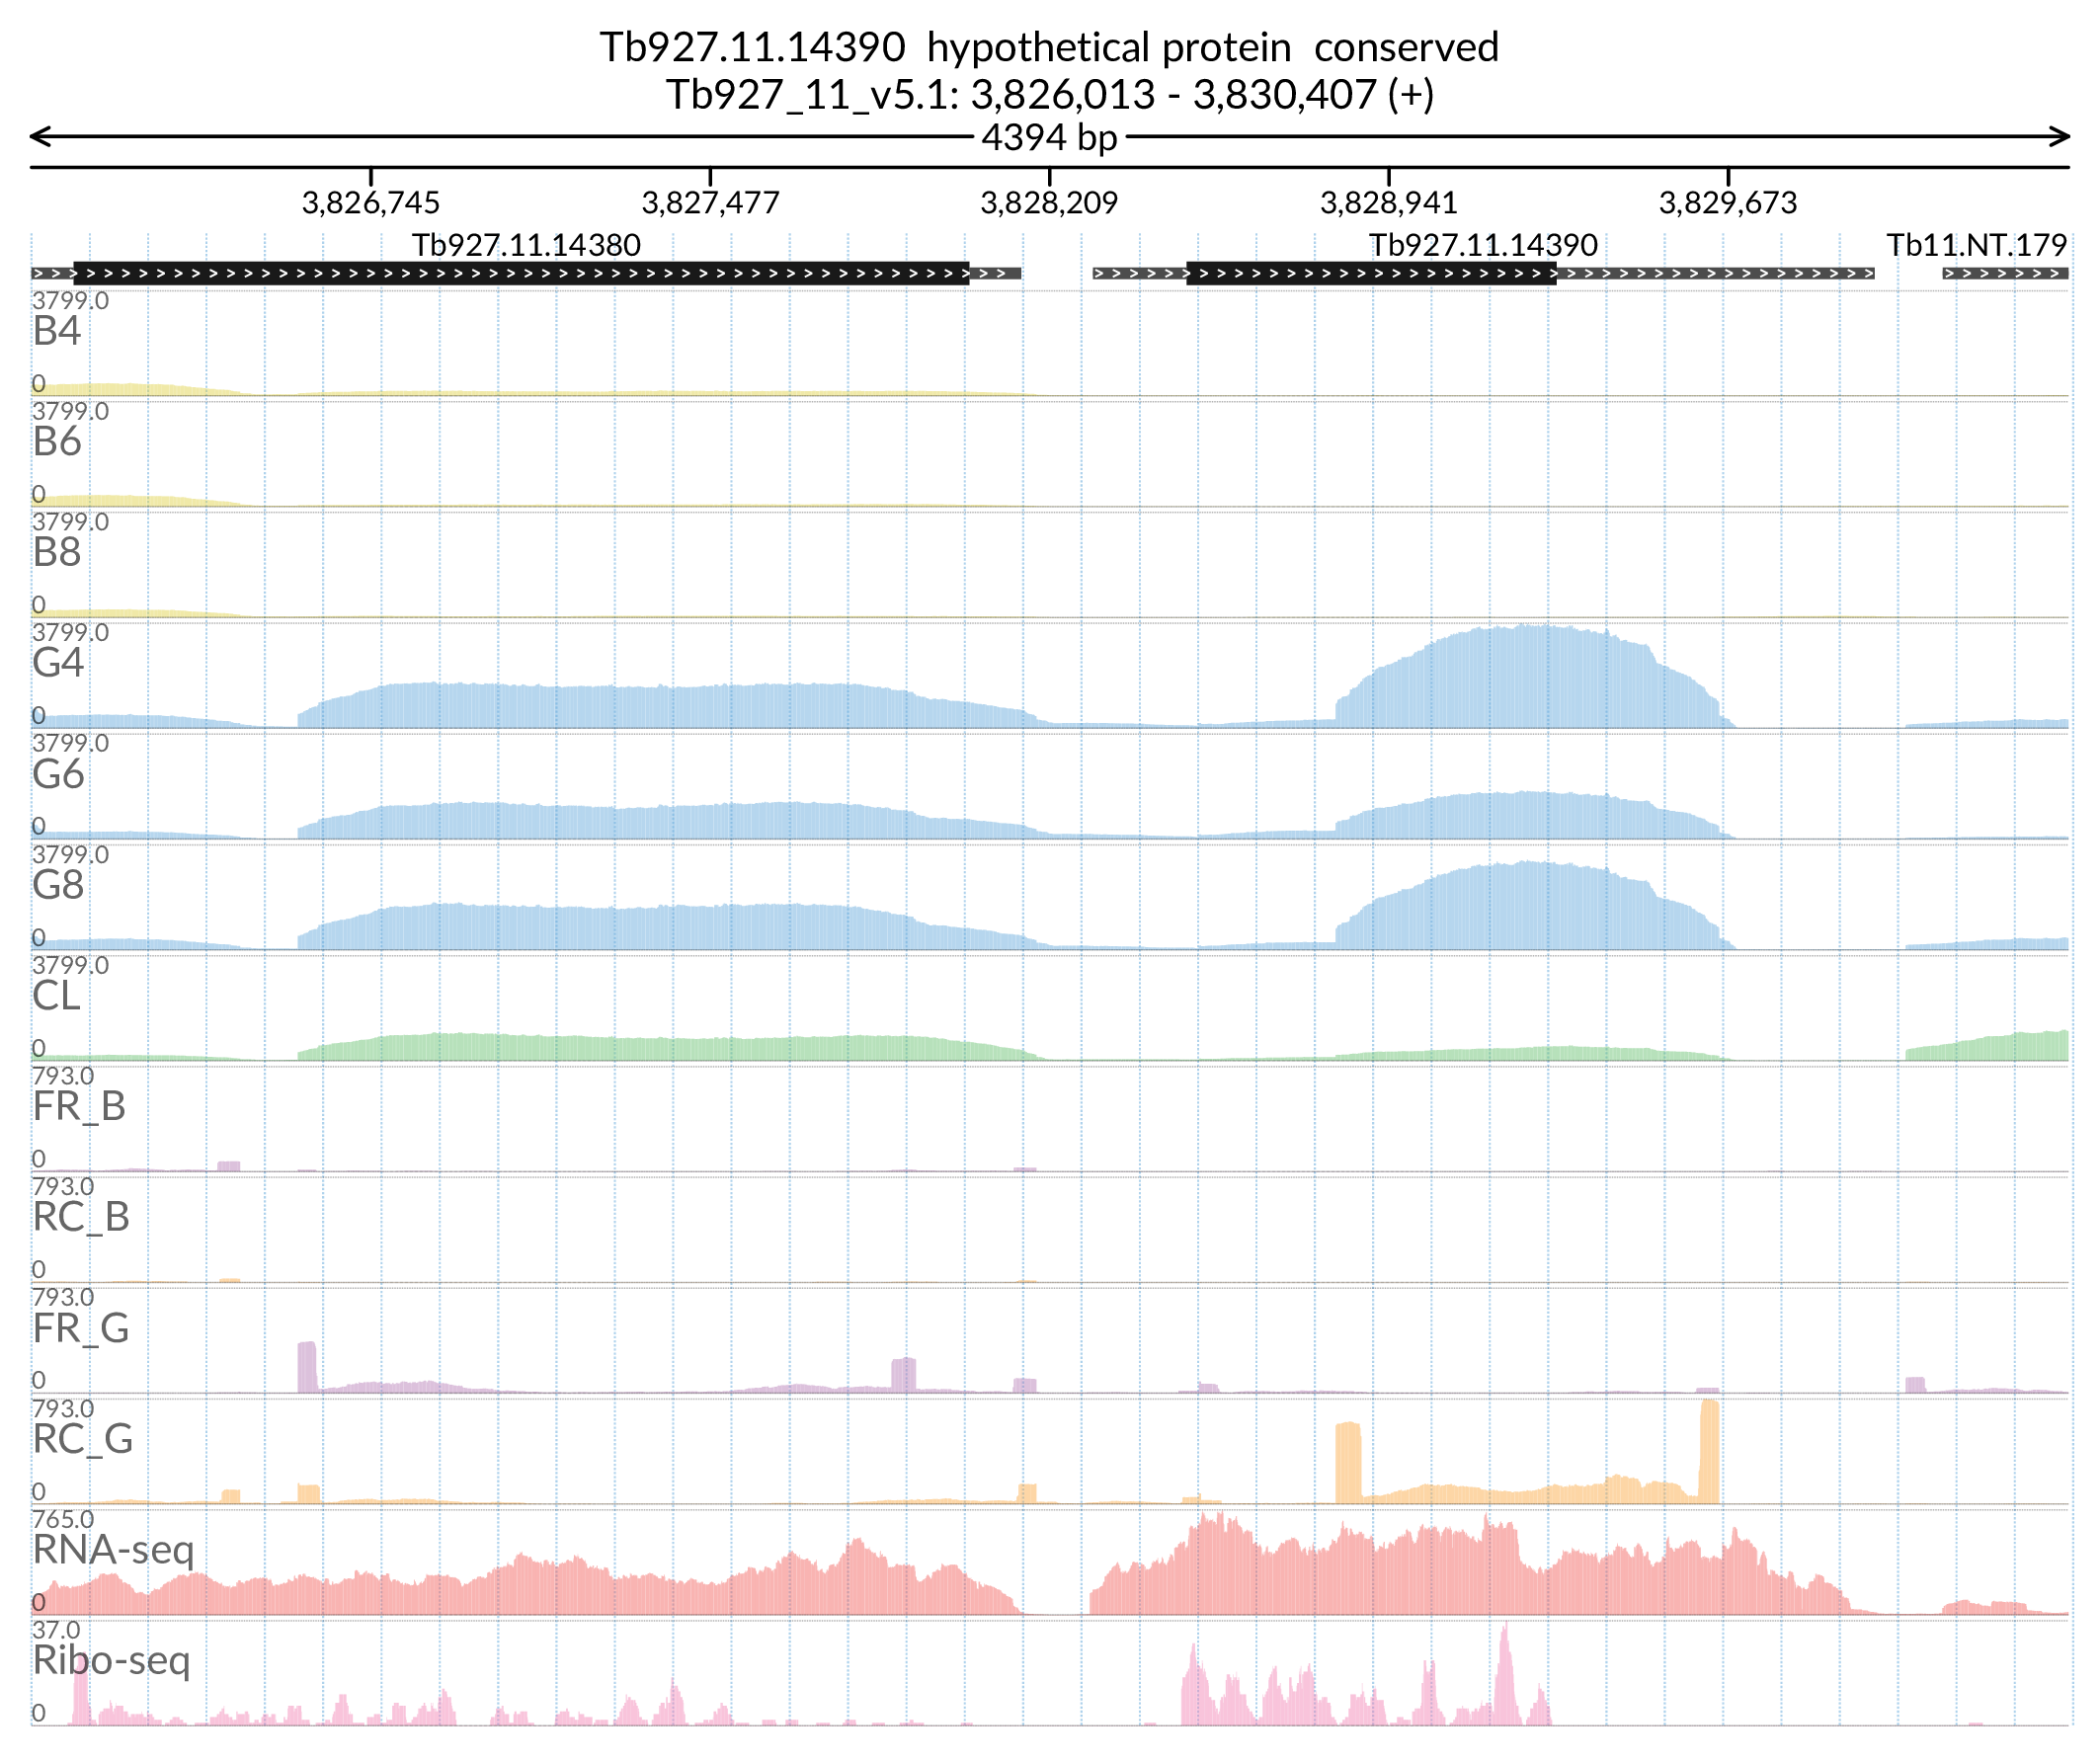 Tb927.11.14390 hypothetical protein conserved
Tb927_11_v5.1: 3,826,013 - 3,830,407 (+)
4394 bp
3,826,745 3,827,477 3,828,209 3,828,941 3,829,673
Tb927.11.14380 Tb927.11.14390 Tb11.NT.179
3799.0
B4
0
3799.0
B6
0
3799.0
B8
0
3799.0
G4
0
3799.0
G6
0
3799.0
G8
0
3799.0
CL
0
793.0
FR_B
0
793.0
RC_B
0
793.0
FR_G
0
793.0
RC_G
0
765.0
RNA-seq
0
37.0
Ribo-seq
0